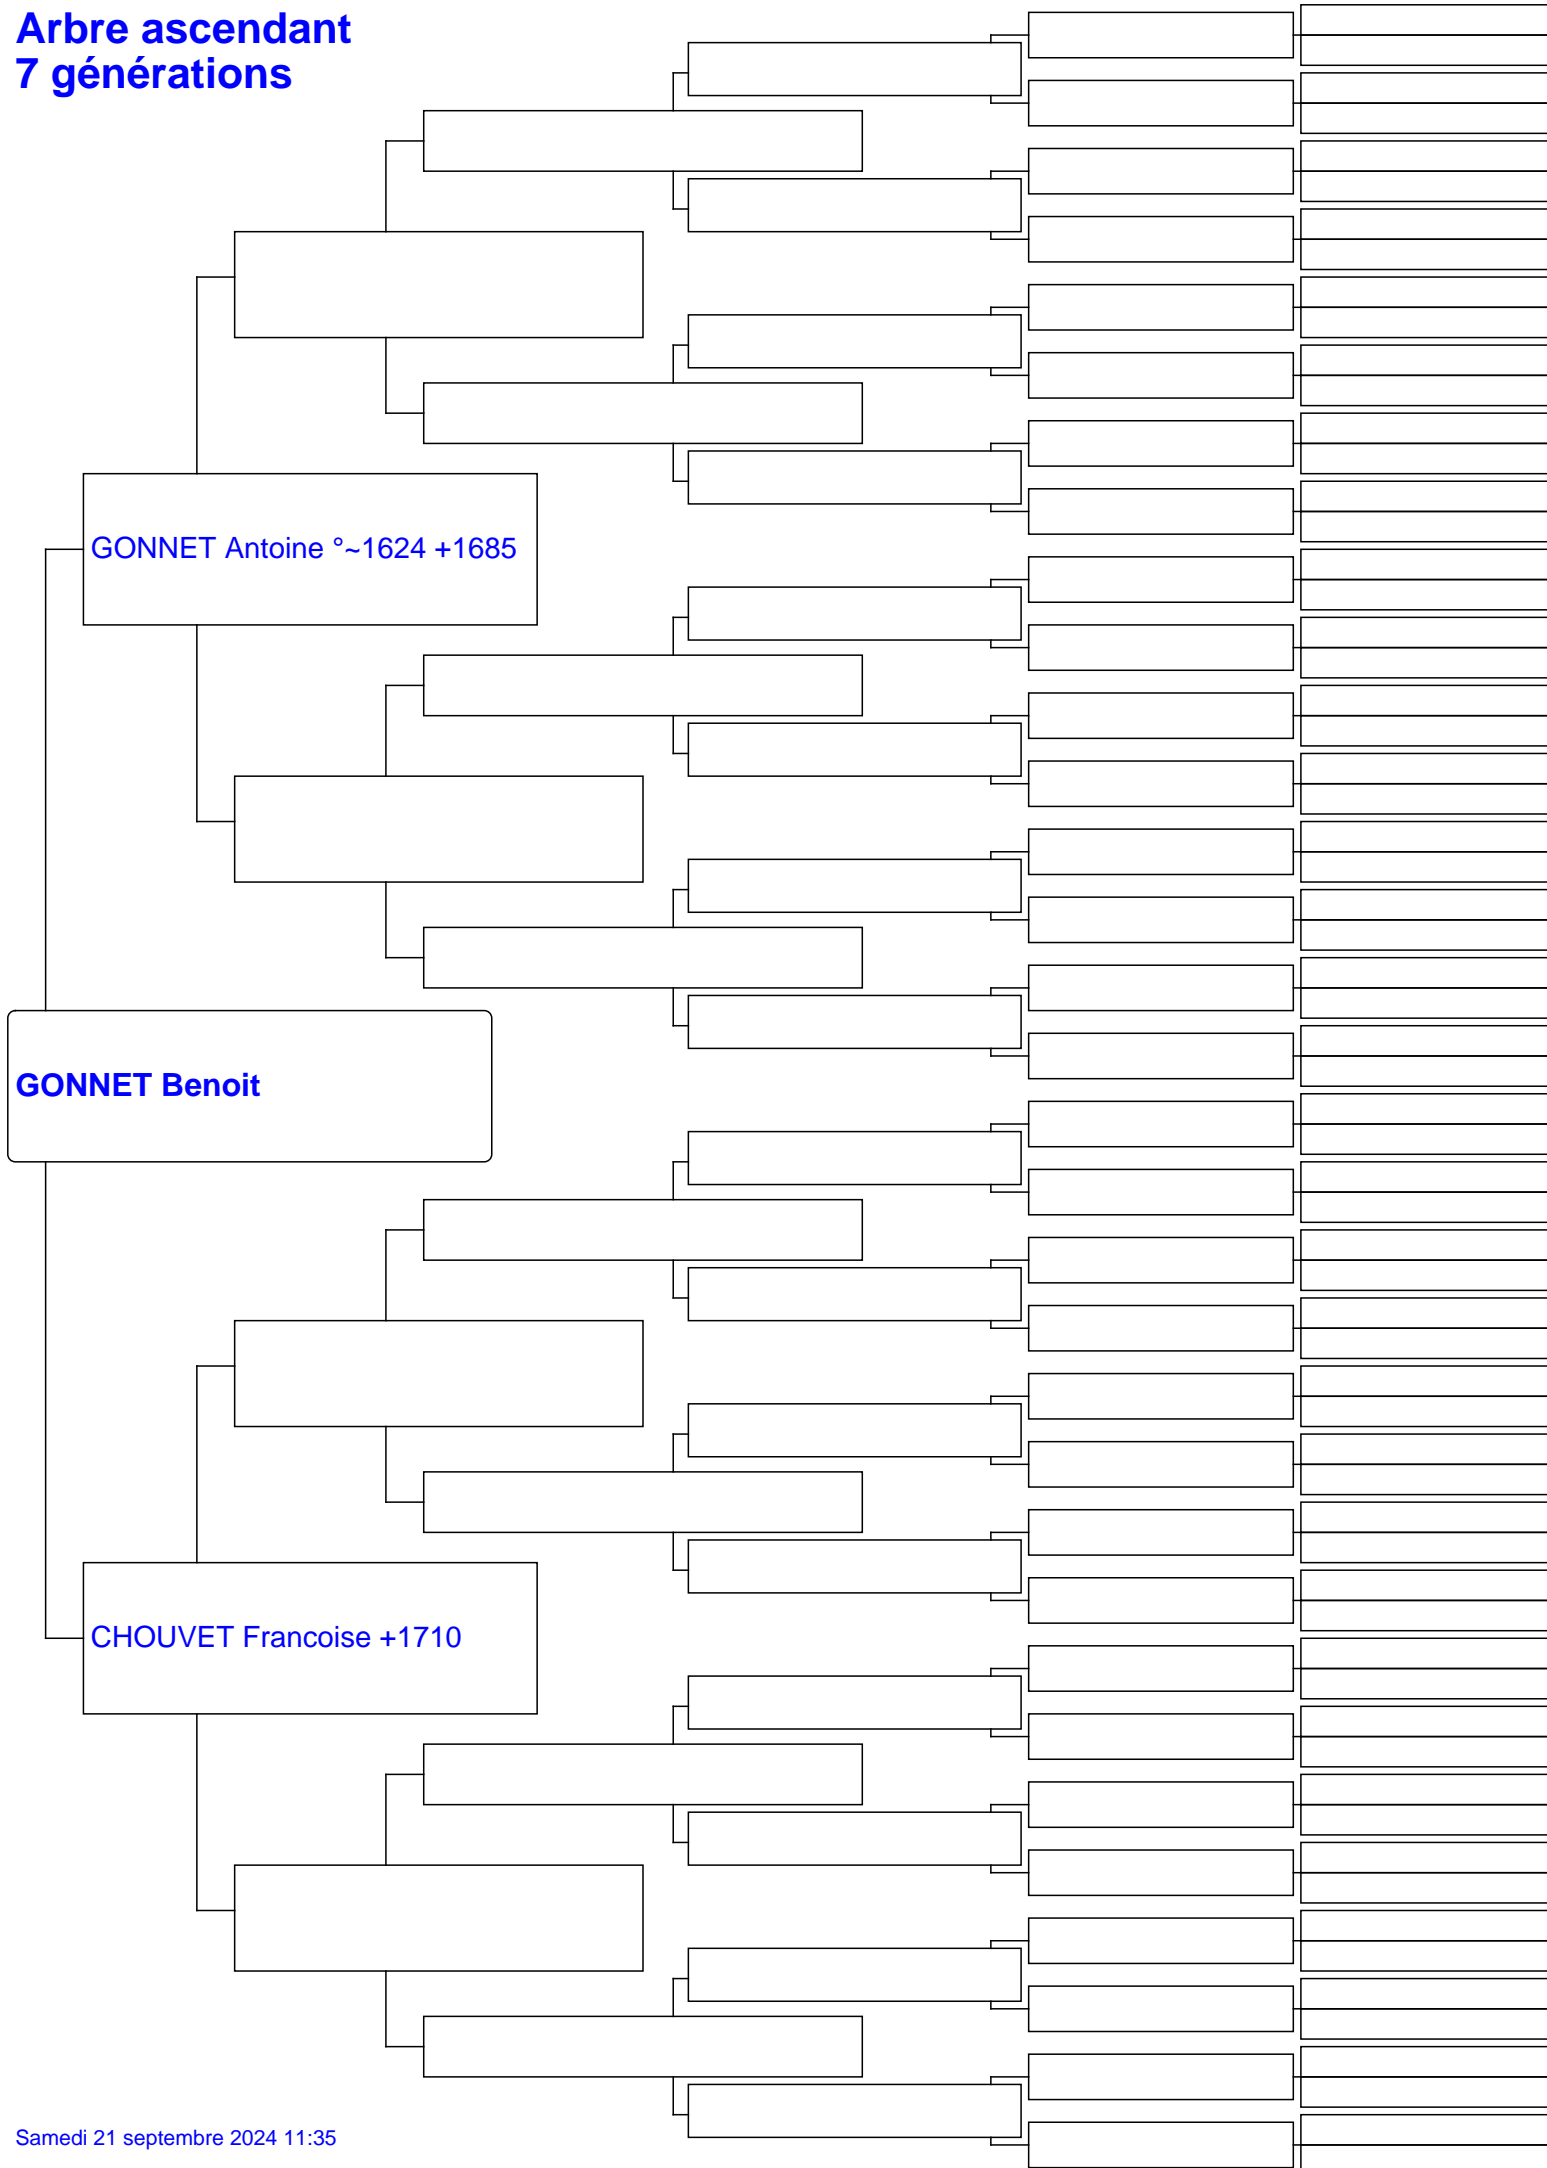 Arbre ascendant
7 générations
GONNET Antoine °~1624 +1685
GONNET Benoit
CHOUVET Francoise +1710
Samedi 21 septembre 2024 11:35